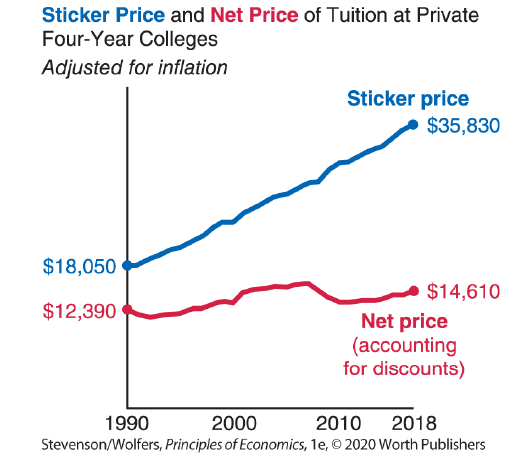 Sticker Price and Net Price of Tuition at Private
Four-Year Colleges
Adjusted for inflation
Sticker price
$35,830
$18,050
$12,390
$14,610
Net price
(accounting
for discounts)
1990
2000
2010
2018
Stevenson/Wolfers, Principles of Economics, 1e, © 2020 Worth Publishers